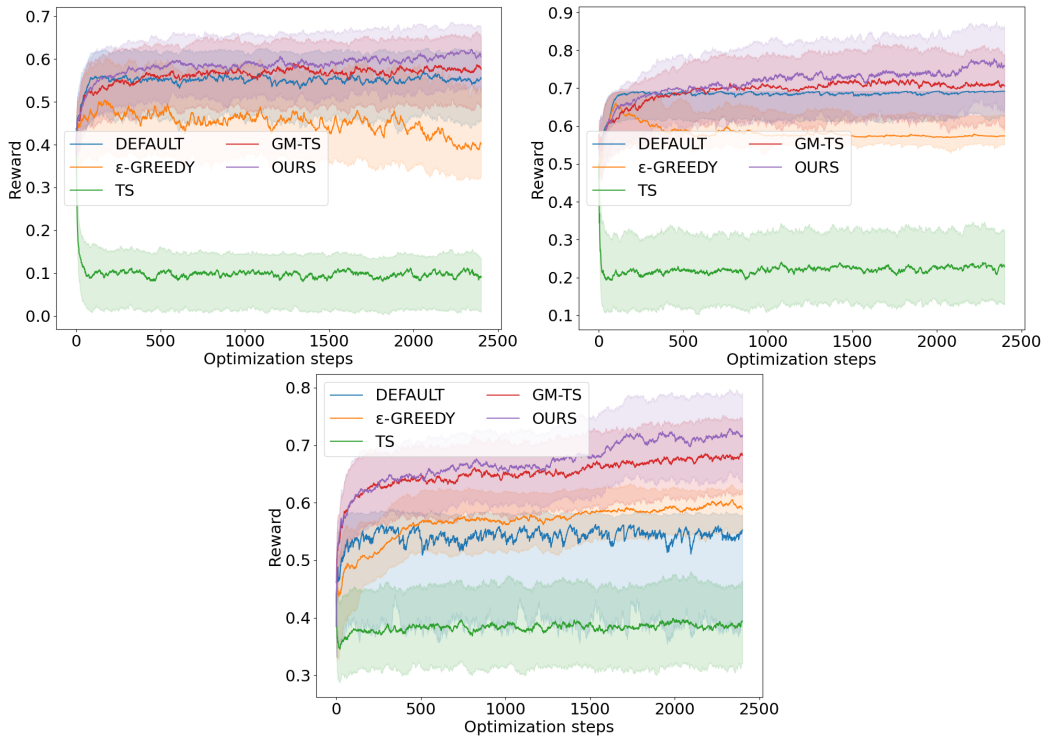 0.7
0.6
0.5
0.4
0.3
0.2
0.1
0.0
Reward
DEFAULT
ε-GREEDY
TS
GM-TS
OURS
0
500
1000
1500
2000
2500
Optimization steps
0.9
0.8
0.7
0.6
0.5
0.4
0.3
0.2
0.1
Reward
DEFAULT
ε-GREEDY
TS
GM-TS
OURS
0
500
1000
1500
2000
2500
Optimization steps
0.8
0.7
0.6
0.5
0.4
0.3
Reward
DEFAULT
ε-GREEDY
TS
GM-TS
OURS
0
500
1000
1500
2000
2500
Optimization steps